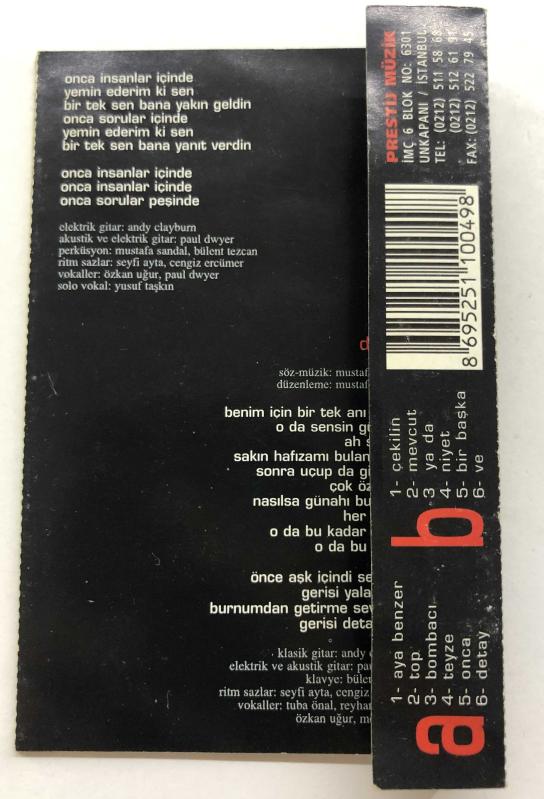 onca insanlar içinde
yemin ederim ki sen
bir tek sen bana yakın geldin
onca sorular içinde
yemin ederim ki sen
bir tek sen bana yanıt verdin
onca insanlar içinde
onca insanlar içinde
onca sorular peşinde
elektrik gitar: andy clayburn
akustik ve elektrik gitar: paul dwyer
perküsyon: mustafa sandal, bülent tezcan
ritim sazlar: seyfi ayta, cengiz ercümer
vokaller: özkan uğur, paul dwyer
solo vokal: yusuf taşkın
söz-müzik:
düzenleme:
benim için bir tek
o da sensin
ah
sakın hafızamı
sonra uçup da
çok
nasılsa günahı
her
o da bu kadar
o da bu
önce aşk içindi
gerisi
burnumdan getirme
gerisi
klasik gitar: andy
elektrik ve akustik gitar:
klavye:
ritm sazlar: seyfi ayta, cengiz
vokaller: tuba önal,
özkan uğur,
PRESTIJ MÜZİK
İMÇ 6 BLOK NO: 6301
UNKAPANI / İSTANBUL
TEL: (0212) 511 58 68
(0212) 512 61 91
FAX: (0212) 522 79 45
8 695251 100498
a
1- aya benzer
2- top
3- bombacı
4- teyze
5- onca
6- detay
b
1- çekilin
2- mevcut
3 ya da
4- niyet
5- bir başka
6- ve